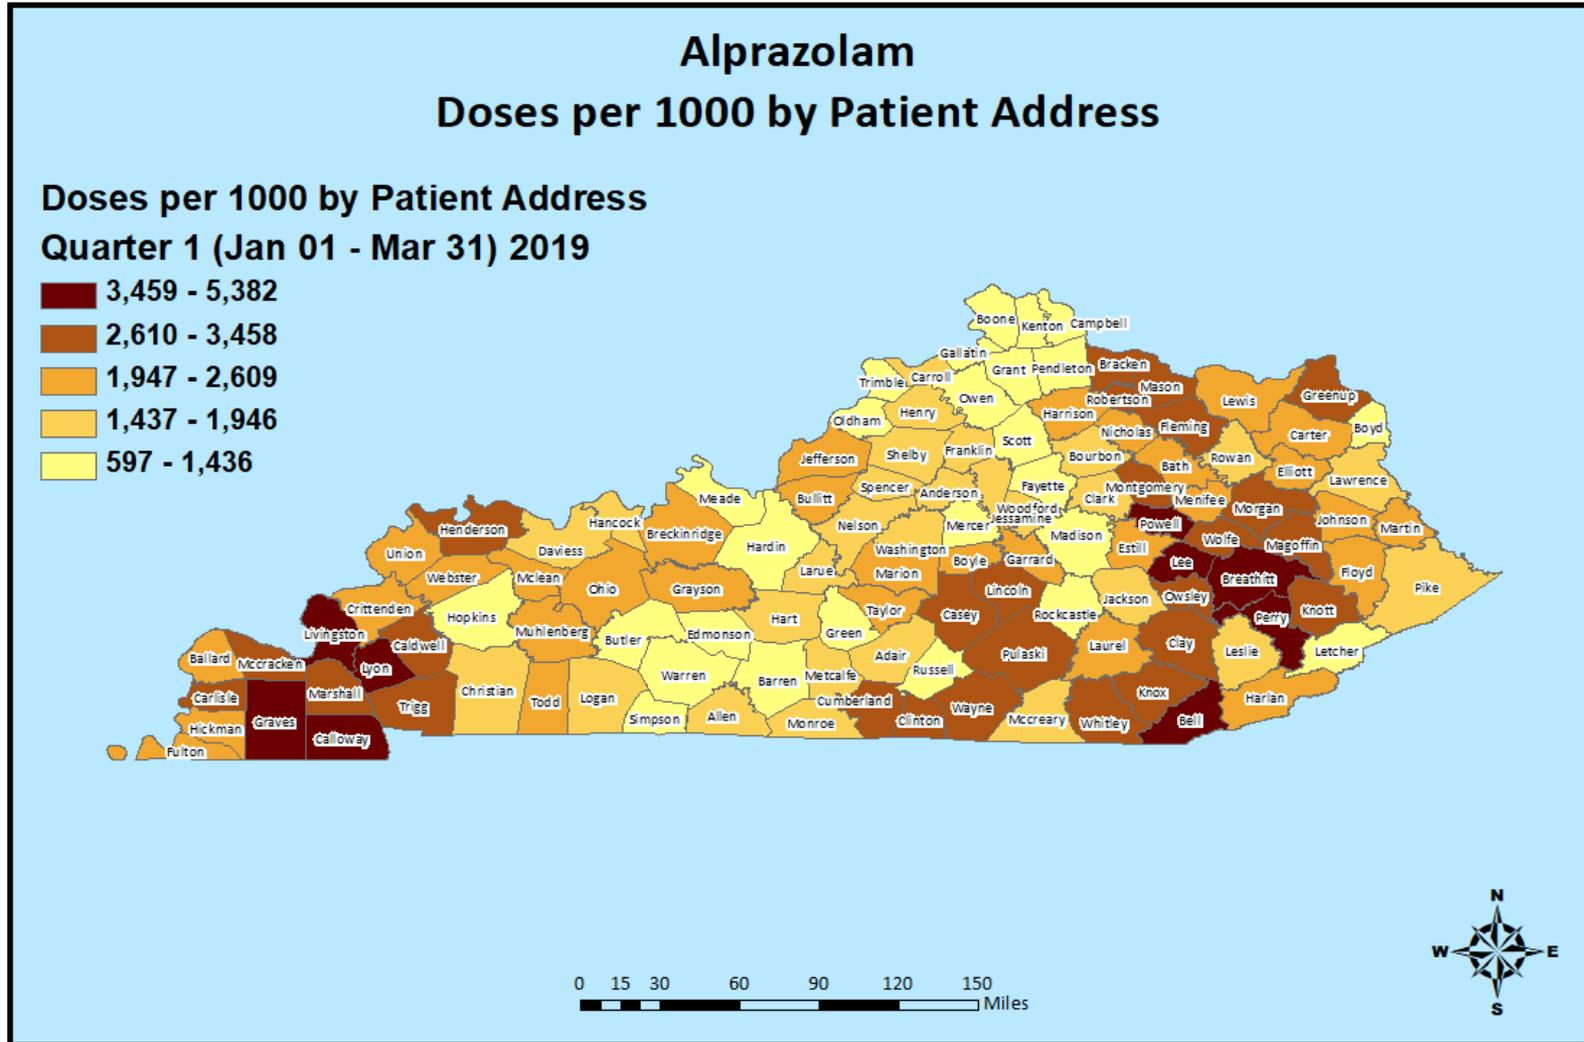 Alprazolam
Doses per 1000 by Patient Address
Doses per 1000 by Patient Address
Quarter 1 (Jan 01 - Mar 31) 2019
3,459 - 5,382
2,610 - 3,458
1,947 - 2,609
1,437 - 1,946
597 - 1,436
Boone
Kenton
Campbell
Gallatin
Grant
Pendleton
Bracken
Trimble
Carroll
Mason
Owen
Robertson
Lewis
Greenup
Oldham
Henry
Harrison
Nicholas
Fleming
Boyd
Scott
Carter
Jefferson
Shelby
Franklin
Bourbon
Bath
Rowan
Elliott
Lawrence
Meade
Bullitt
Spencer
Anderson
Fayette
Clark
Montgomery
Menifee
Woodford
Morgan
Jessamine
Hancock
Henderson
Breckinridge
Nelson
Mercer
Powell
Johnson
Martin
Union
Daviess
Hardin
Washington
Madison
Estill
Wolfe
Magoffin
Webster
Mclean
Ohio
Grayson
Larue
Marion
Boyle
Garrard
Lee
Breathitt
Floyd
Pike
Crittenden
Hopkins
Hart
Taylor
Casey
Lincoln
Rockcastle
Jackson
Owsley
Perry
Knott
Livingston
Caldwell
Muhlenberg
Butler
Edmonson
Green
Ballard
Mccracken
Lyon
Warren
Barren
Metcalfe
Adair
Russell
Pulaski
Laurel
Clay
Leslie
Letcher
Carlisle
Marshall
Trigg
Christian
Todd
Logan
Cumberland
Wayne
Whitley
Knox
Harlan
Hickman
Graves
Calloway
Simpson
Allen
Monroe
Clinton
Mccreary
Bell
Fulton
N
W E
S
0 15 30 60 90 120 150
Miles